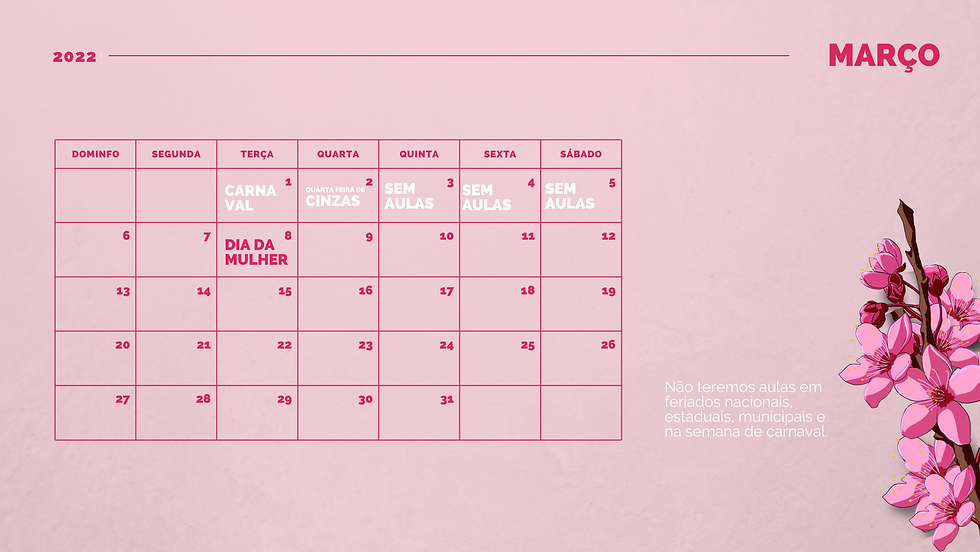 2022
MARÇO
DOMINFO SEGUNDA TERÇA QUARTA QUINTA SEXTA SÁBADO
1 2 3 4 5
CARNA
VAL
QUARTA FEIRA DE
CINZAS
SEM
AULAS
SEM
AULAS
SEM
AULAS
6 7 8 9 10 11 12
DIA DA
MULHER
13 14 15 16 17 18 19
20 21 22 23 24 25 26
27 28 29 30 31
Não teremos aulas em
feriados nacionais,
estaduais, municipais e
na semana de carnaval.